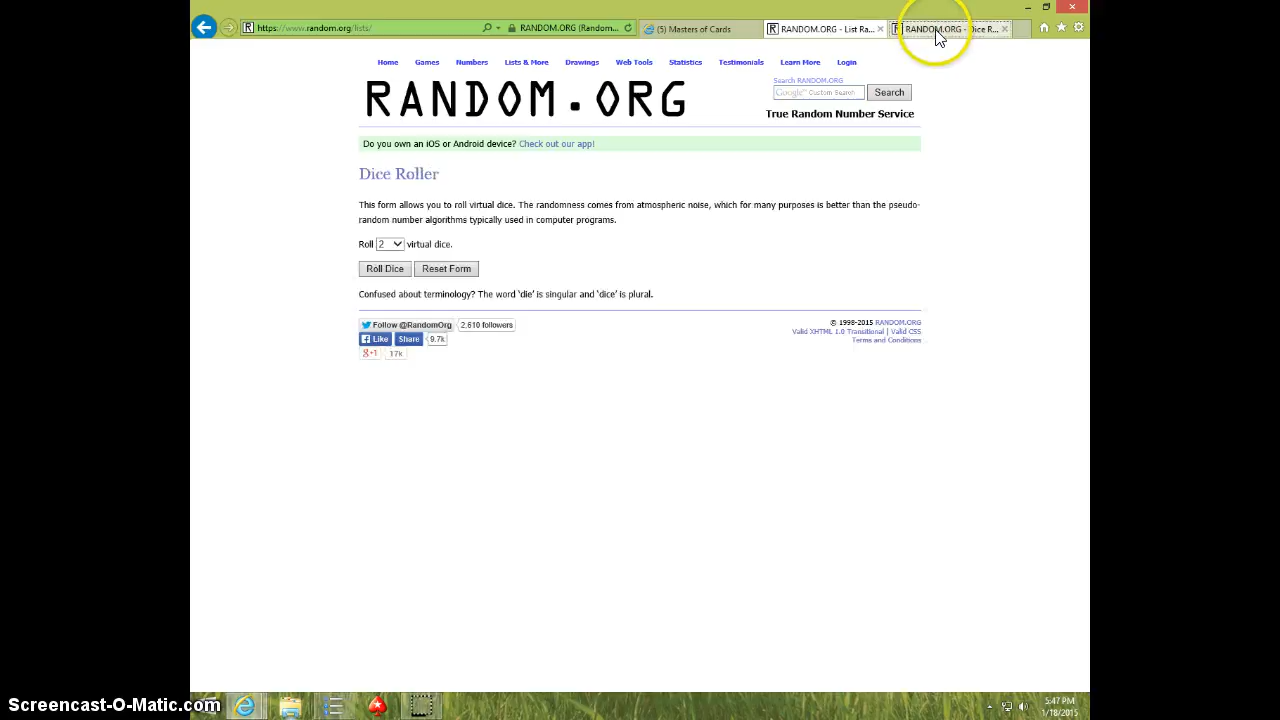 https://www.random.org/lists/
RANDOM.ORG (Random...
(5) Masters of Cards
RANDOM.ORG - List Ra...
RANDOM.ORG - Dice R...
Home Games Numbers Lists & More Drawings Web Tools Statistics Testimonials Learn More Login
RANDOM.ORG
Search RANDOM.ORG
Google™ Custom Search
Search
True Random Number Service
Do you own an iOS or Android device? Check out our app!
Dice Roller
This form allows you to roll virtual dice. The randomness comes from atmospheric noise, which for many purposes is better than the pseudo-
random number algorithms typically used in computer programs.
Roll 2 virtual dice.
Roll Dice Reset Form
Confused about terminology? The word 'die' is singular and 'dice' is plural.
Follow @RandomOrg 2,610 followers
Like Share 9.7k
g+1 17k
© 1998-2015 RANDOM.ORG
Valid XHTML 1.0 Transitional | Valid CSS
Terms and Conditions
Screencast-O-Matic.com
5:47 PM
1/18/2015